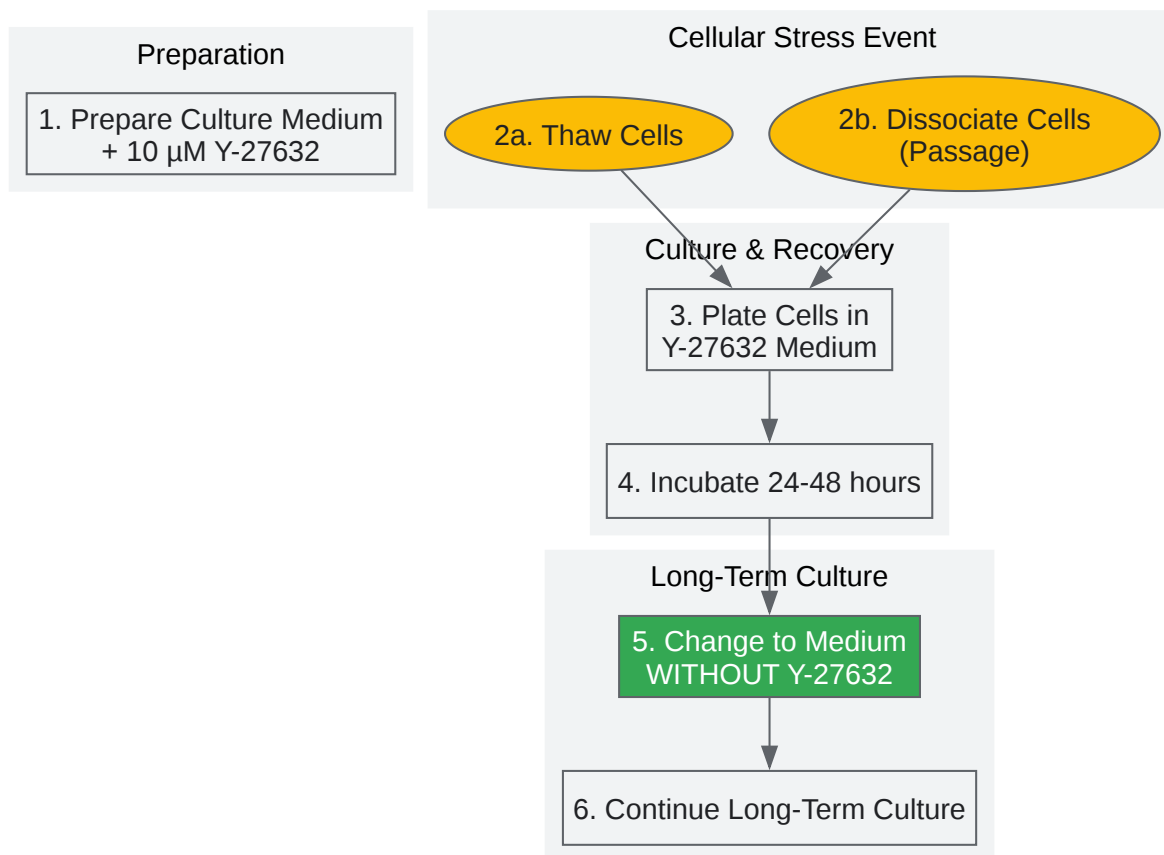 Preparation
1. Prepare Culture Medium
+ 10 µM Y-27632
Cellular Stress Event
2a. Thaw Cells
2b. Dissociate Cells
(Passage)
Culture & Recovery
3. Plate Cells in
Y-27632 Medium
4. Incubate 24-48 hours
Long-Term Culture
5. Change to Medium
WITHOUT Y-27632
6. Continue Long-Term Culture